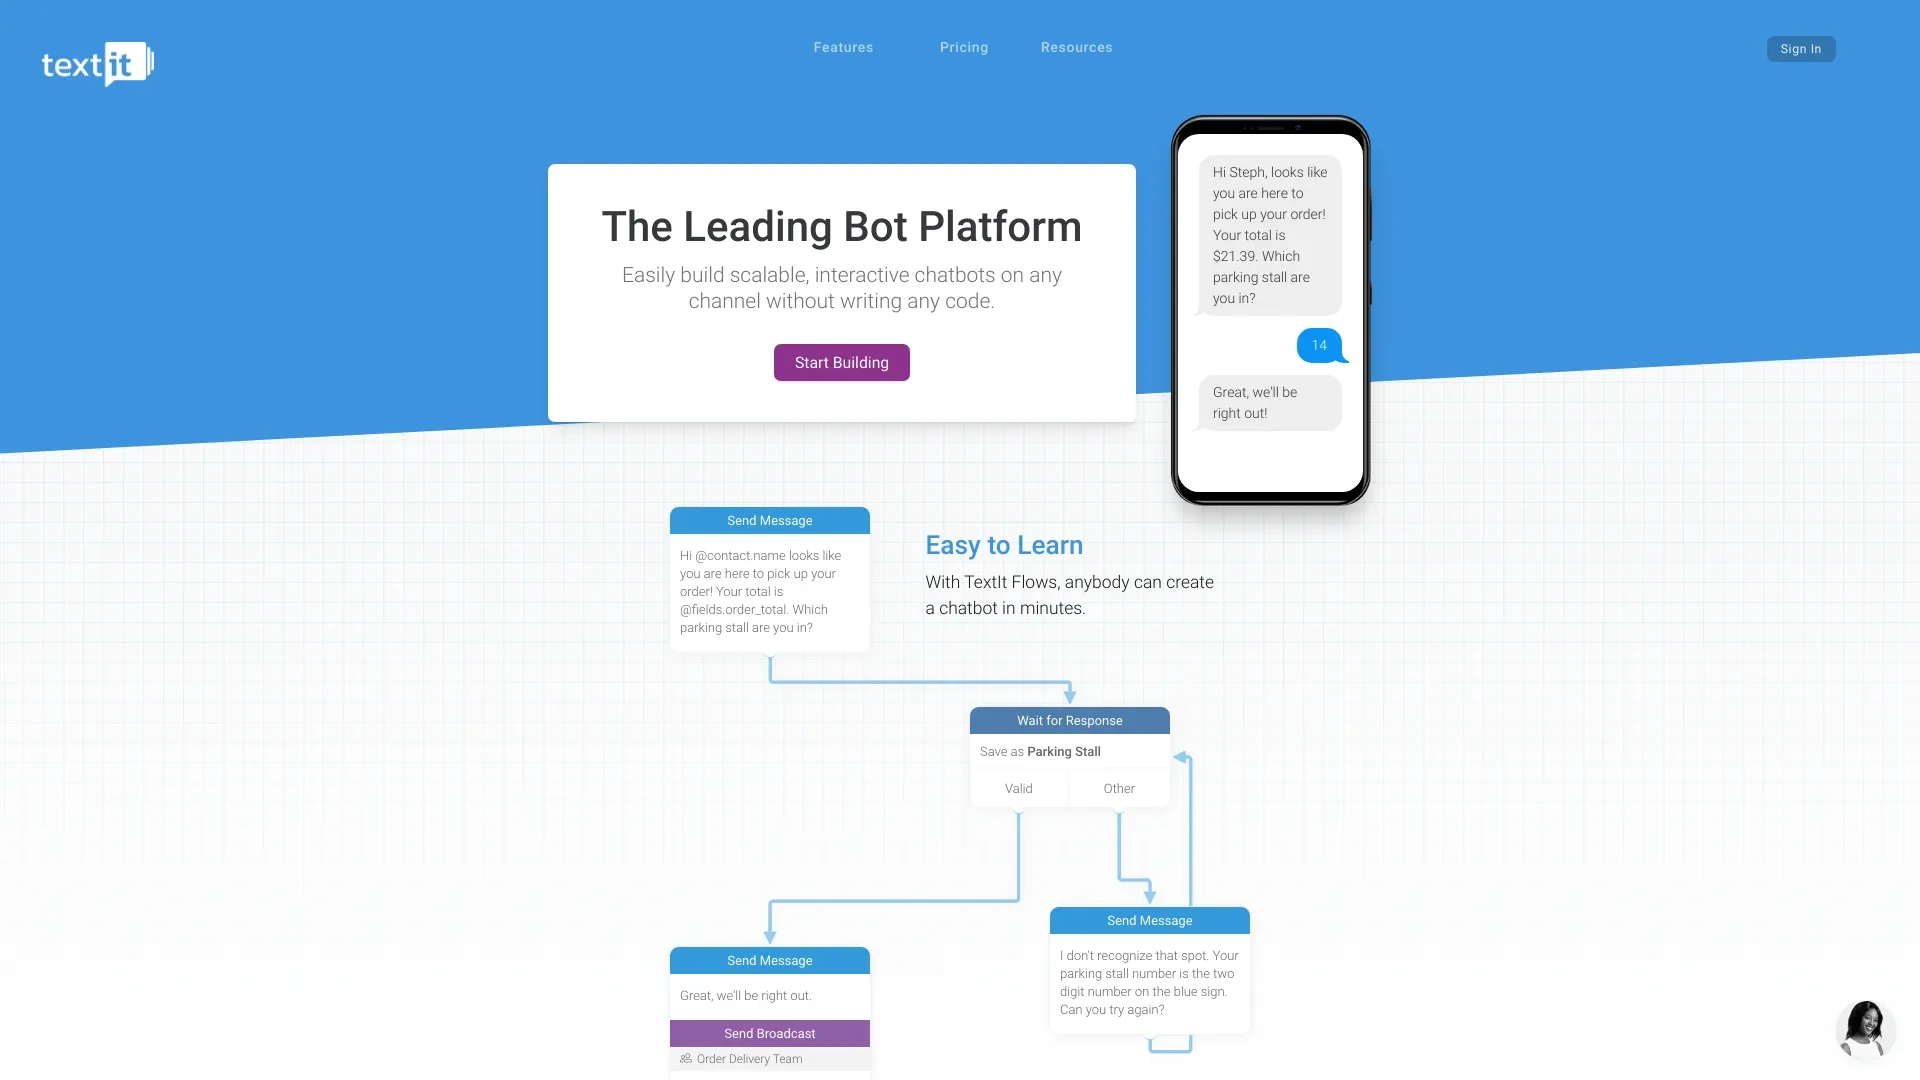 textit
Features
Pricing
Resources
Sign In
The Leading Bot Platform
Easily build scalable, interactive chatbots on any
channel without writing any code.
Start Building
Hi Steph, looks like
you are here to
pick up your order!
Your total is
$21.39. Which
parking stall are
you in?
14
Great, we'll be
right out!
Send Message
Hi @contact.name looks like
you are here to pick up your
order! Your total is
@fields.order_total. Which
parking stall are you in?
Easy to Learn
With TextIt Flows, anybody can create
a chatbot in minutes.
Wait for Response
Save as Parking Stall
Valid
Other
Send Message
I don't recognize that spot. Your
parking stall number is the two
digit number on the blue sign.
Can you try again?
Send Message
Great, we'll be right out.
Send Broadcast
Order Delivery Team